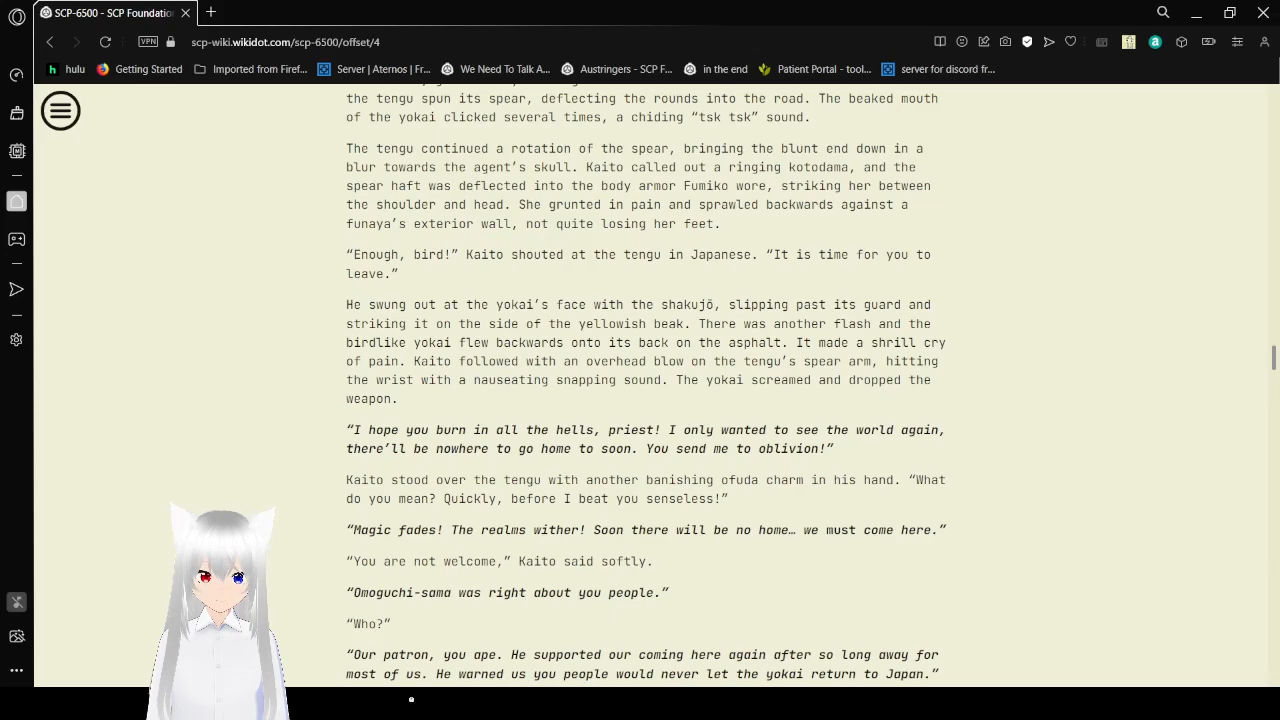 SCP-6500 - SCP Foundatio
VPN
scp-wiki.wikidot.com/scp-6500/offset/4
hulu
Getting Started
Imported from Firef...
Server | Aternos | Fr...
We Need To Talk A...
Austringers - SCP F...
in the end
Patient Portal - tool...
server for discord fr...
the tengu spun its spear, deflecting the rounds into the road. The beaked mouth
of the yokai clicked several times, a chiding “tsk tsk” sound.
The tengu continued a rotation of the spear, bringing the blunt end down in a
blur towards the agent’s skull. Kaito called out a ringing kotodama, and the
spear haft was deflected into the body armor Fumiko wore, striking her between
the shoulder and head. She grunted in pain and sprawled backwards against a
funaya’s exterior wall, not quite losing her feet.
“Enough, bird!” Kaito shouted at the tengu in Japanese. “It is time for you to
leave.”
He swung out at the yokai’s face with the shakujō, slipping past its guard and
striking it on the side of the yellowish beak. There was another flash and the
birdlike yokai flew backwards onto its back on the asphalt. It made a shrill cry
of pain. Kaito followed with an overhead blow on the tengu’s spear arm, hitting
the wrist with a nauseating snapping sound. The yokai screamed and dropped the
weapon.
“I hope you burn in all the hells, priest! I only wanted to see the world again,
there’ll be nowhere to go home to soon. You send me to oblivion!”
Kaito stood over the tengu with another banishing ofuda charm in his hand. “What
do you mean? Quickly, before I beat you senseless!”
“Magic fades! The realms wither! Soon there will be no home… we must come here.”
“You are not welcome,” Kaito said softly.
“Omoguchi-sama was right about you people.”
“Who?“
“Our patron, you ape. He supported our coming here again after so long away for
most of us. He warned us you people would never let the yokai return to Japan.”